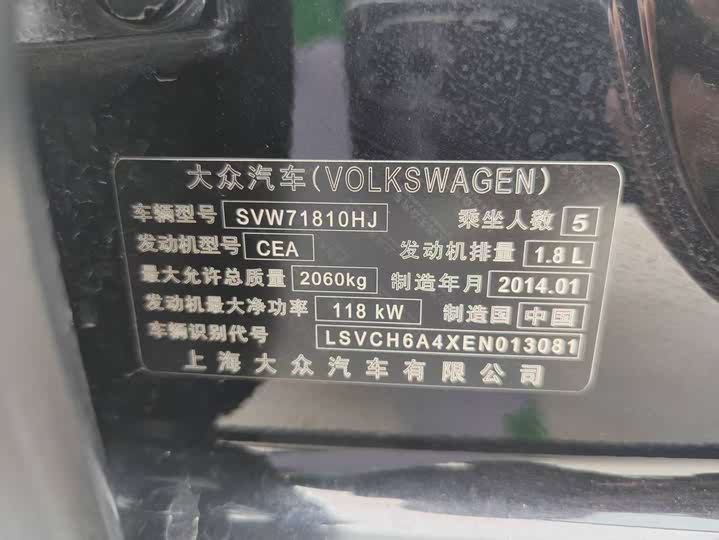 大众汽车(VOLKSWAGEN)
车辆型号 SVW71810HJ 乘坐人数 5
发动机型号 CEA 发动机排量 1.8 L
最大允许总质量 2060kg 制造年月 2014.01
发动机最大净功率 118 kW 制造国 中国
车辆识别代号 LSVCH6A4XEN013081
上海大众汽车有限公司